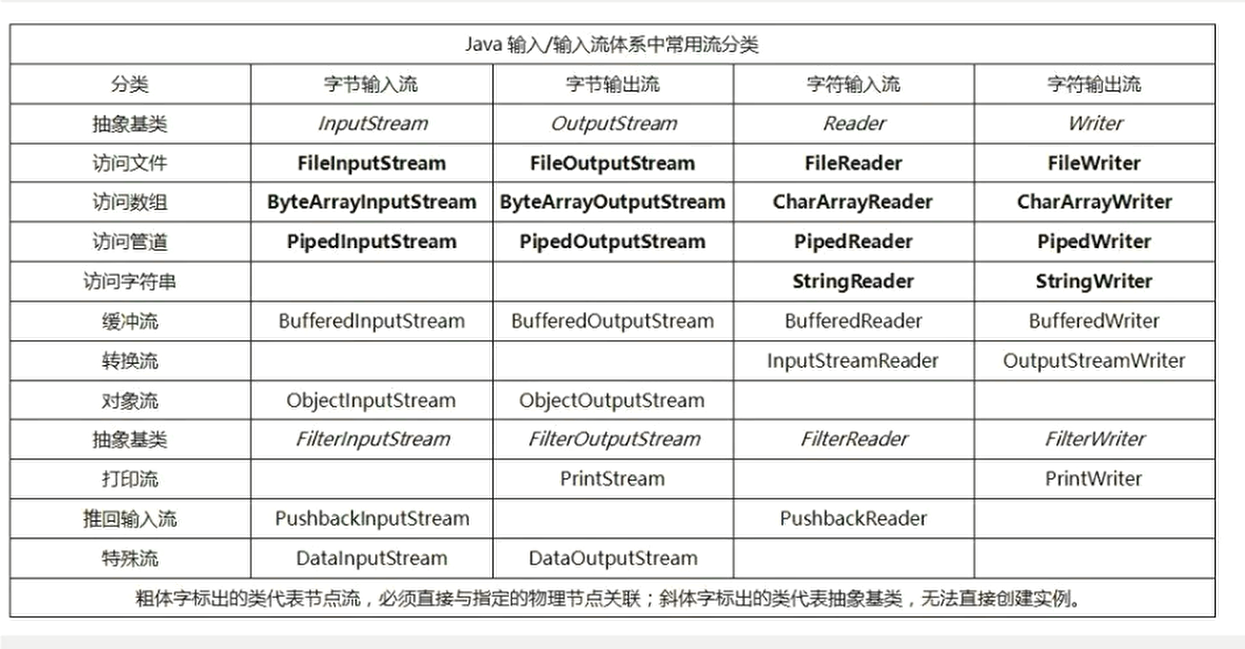 Java 输入/输入流体系中常用流分类
分类 字节输入流 字节输出流 字符输入流 字符输出流
抽象基类 InputStream OutputStream Reader Writer
访问文件 FileInputStream FileOutputStream FileReader FileWriter
访问数组 ByteArrayInputStream ByteArrayOutputStream CharArrayReader CharArrayWriter
访问管道 PipedInputStream PipedOutputStream PipedReader PipedWriter
访问字符串 StringReader StringWriter
缓冲流 BufferedInputStream BufferedOutputStream BufferedReader BufferedWriter
转换流 InputStreamReader OutputStreamWriter
对象流 ObjectInputStream ObjectOutputStream
抽象基类 FilterInputStream FilterOutputStream FilterReader FilterWriter
打印流 PrintStream PrintWriter
推回输入流 PushbackInputStream PushbackReader
特殊流 DataInputStream DataOutputStream
粗体字标出的类代表节点流，必须直接与指定的物理节点关联；斜体字标出的类代表抽象基类，无法直接创建实例。